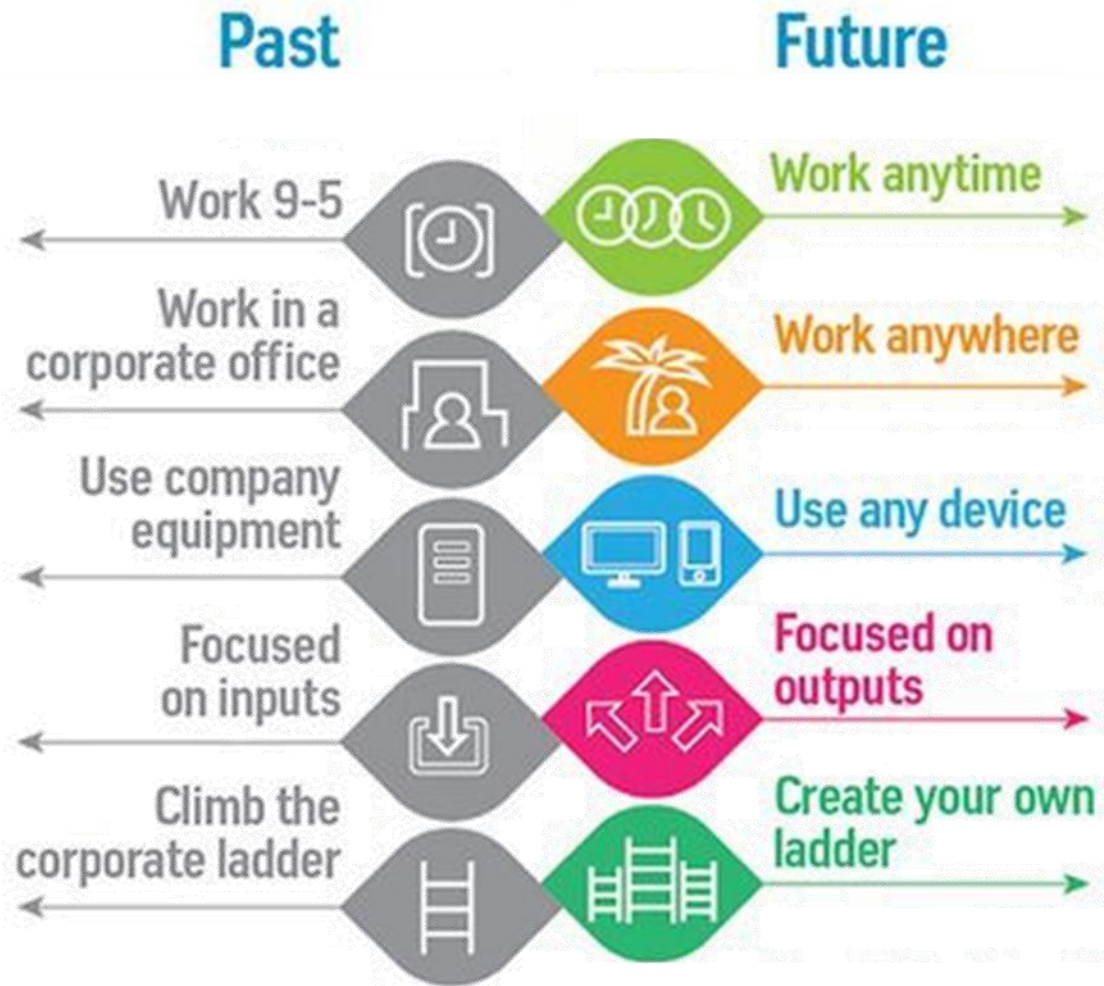 Past
Future
Work 9-5
Work anytime
Work in a
corporate office
Work anywhere
Use company
equipment
Use any device
Focused
on inputs
Focused on
outputs
Climb the
corporate ladder
Create your own
ladder